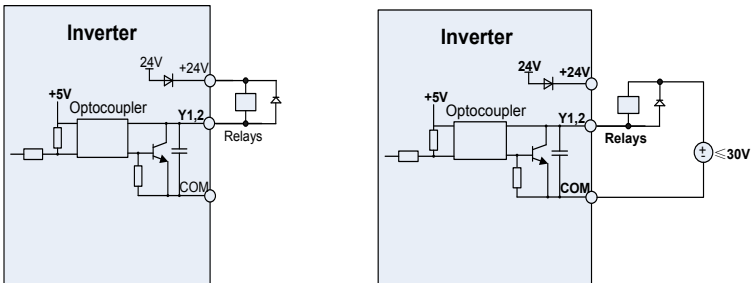 Inverter
24V
+24V
+5V
Optocoupler
Y1,2
Relays
COM
Inverter
24V
+24V
+5V
Optocoupler
Y1,2
Relays
COM
+
−
≤30V